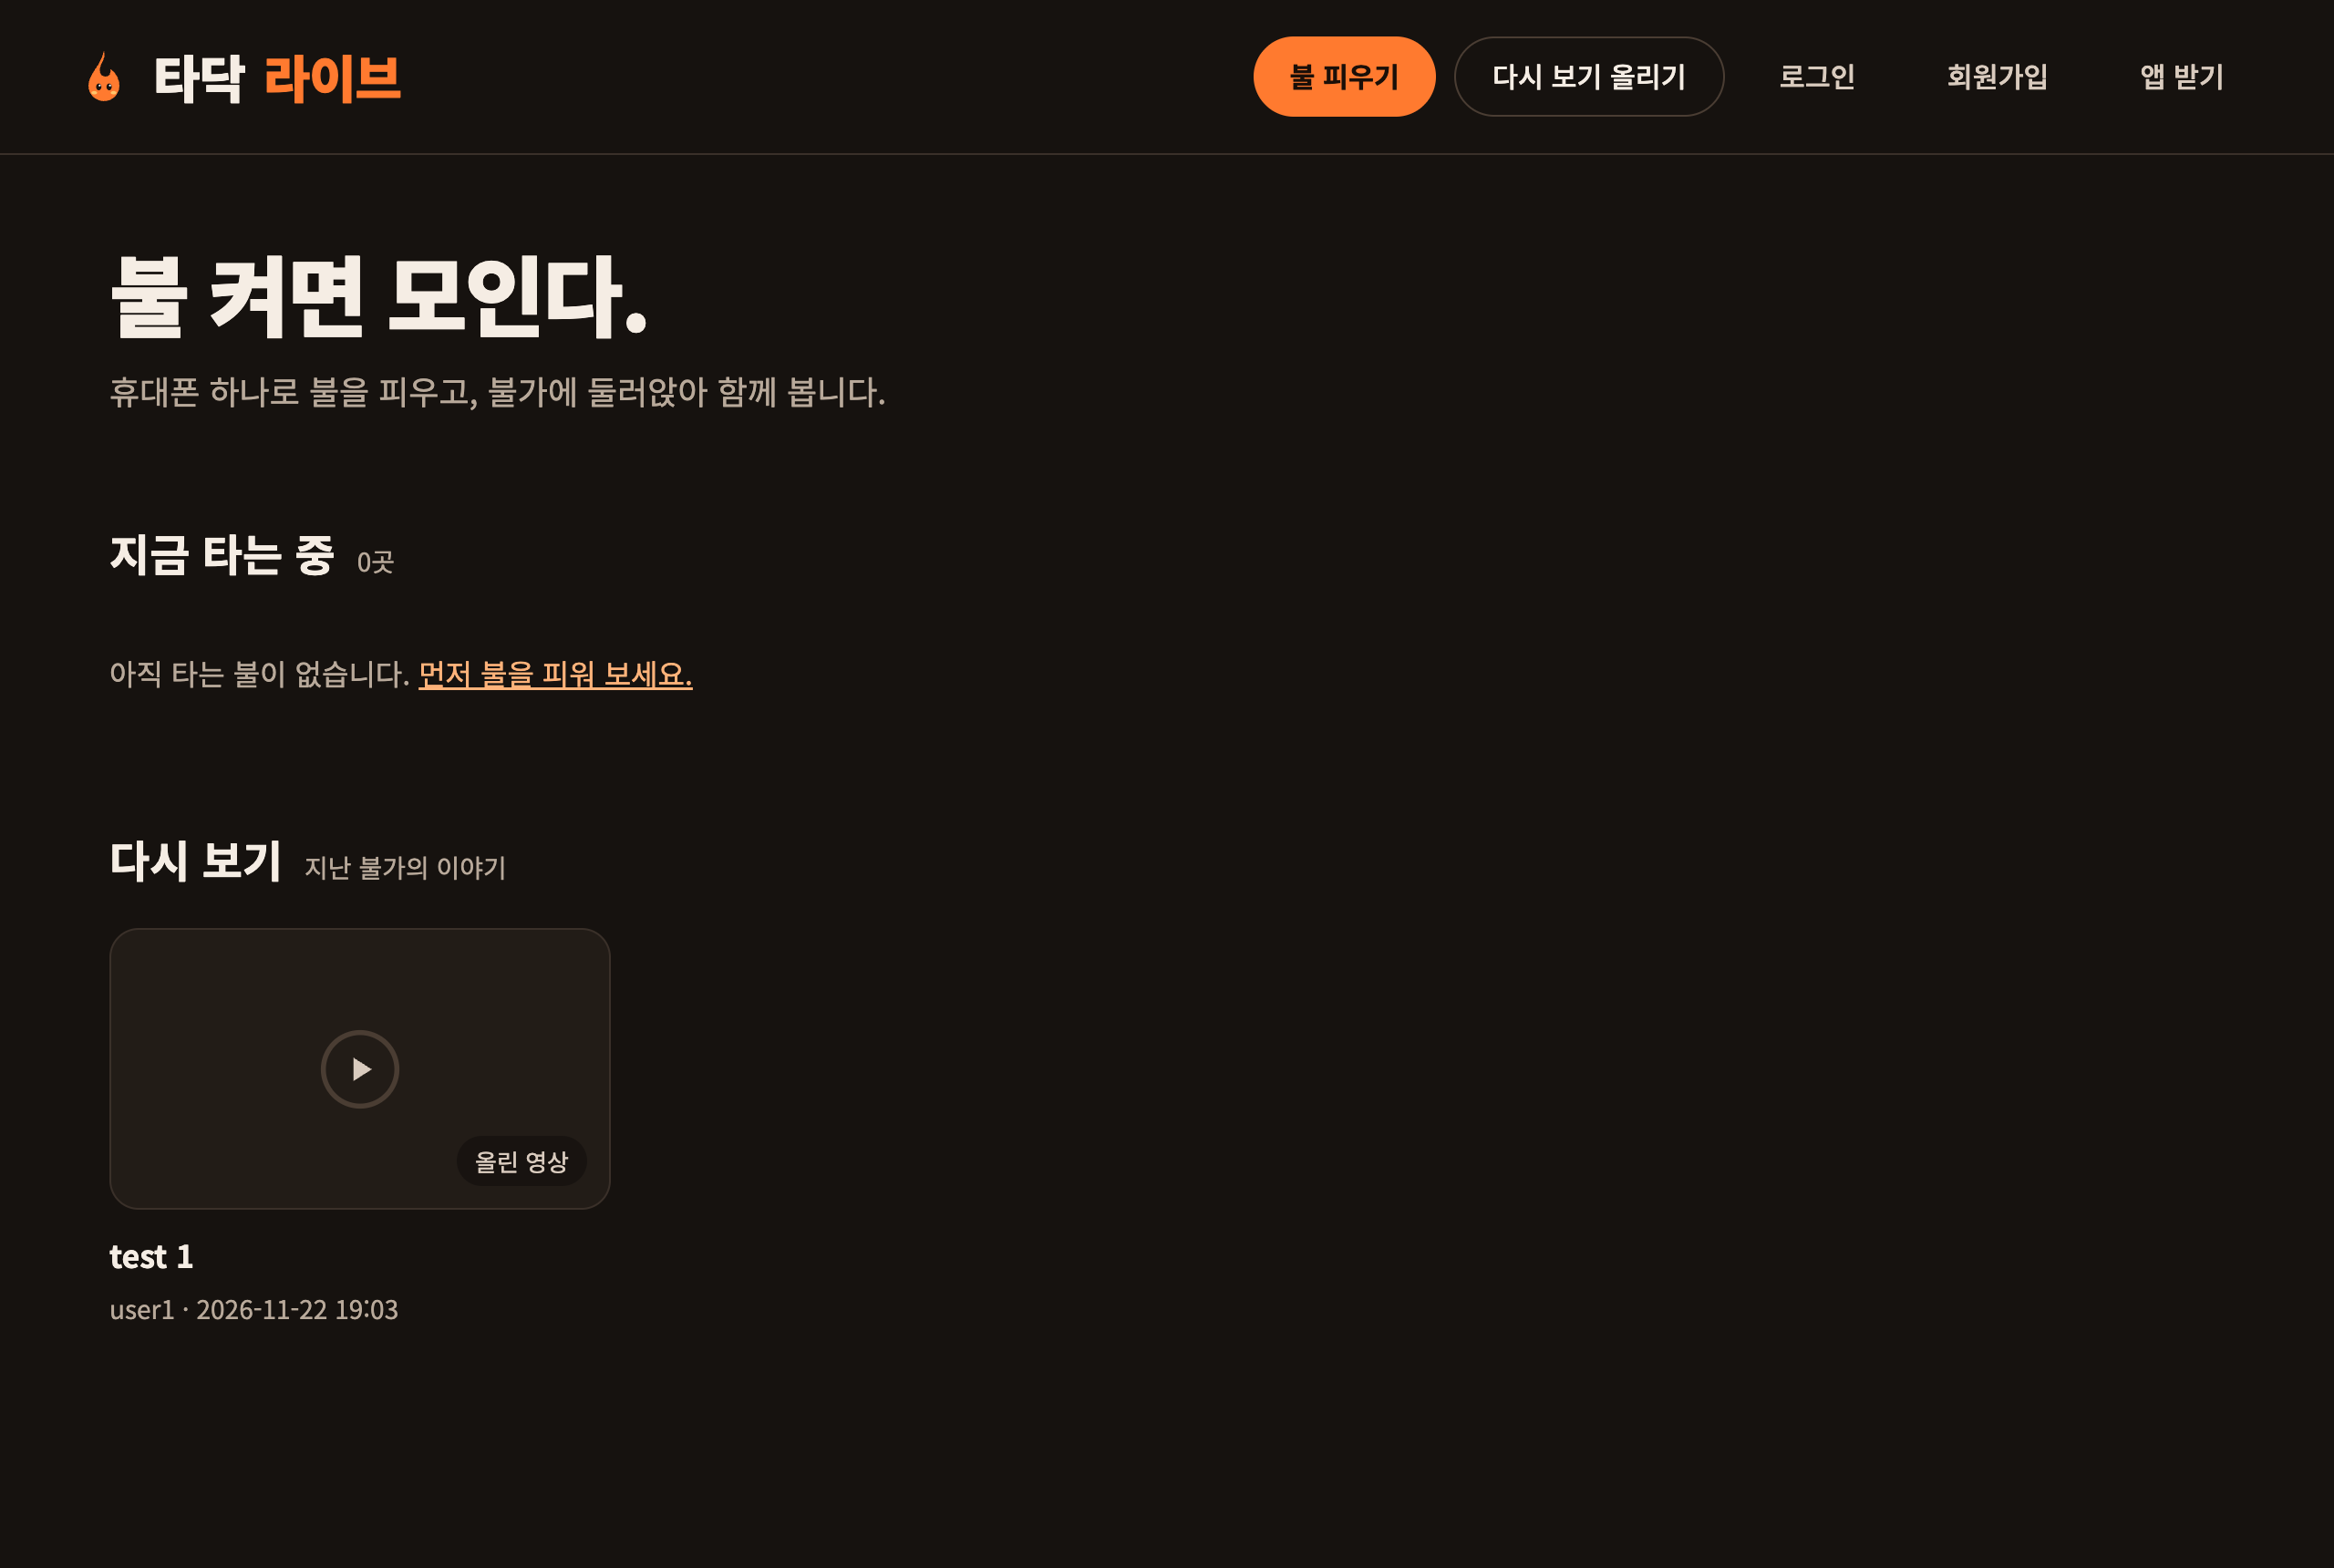 타닥 라이브
불 피우기
다시 보기 올리기
로그인
회원가입
앱 받기
불 켜면 모인다.
휴대폰 하나로 불을 피우고, 불가에 둘러앉아 함께 봅니다.
지금 타는 중 0곳
아직 타는 불이 없습니다. 먼저 불을 피워 보세요.
다시 보기 지난 불가의 이야기
올린 영상
test 1
user1 · 2026-11-22 19:03